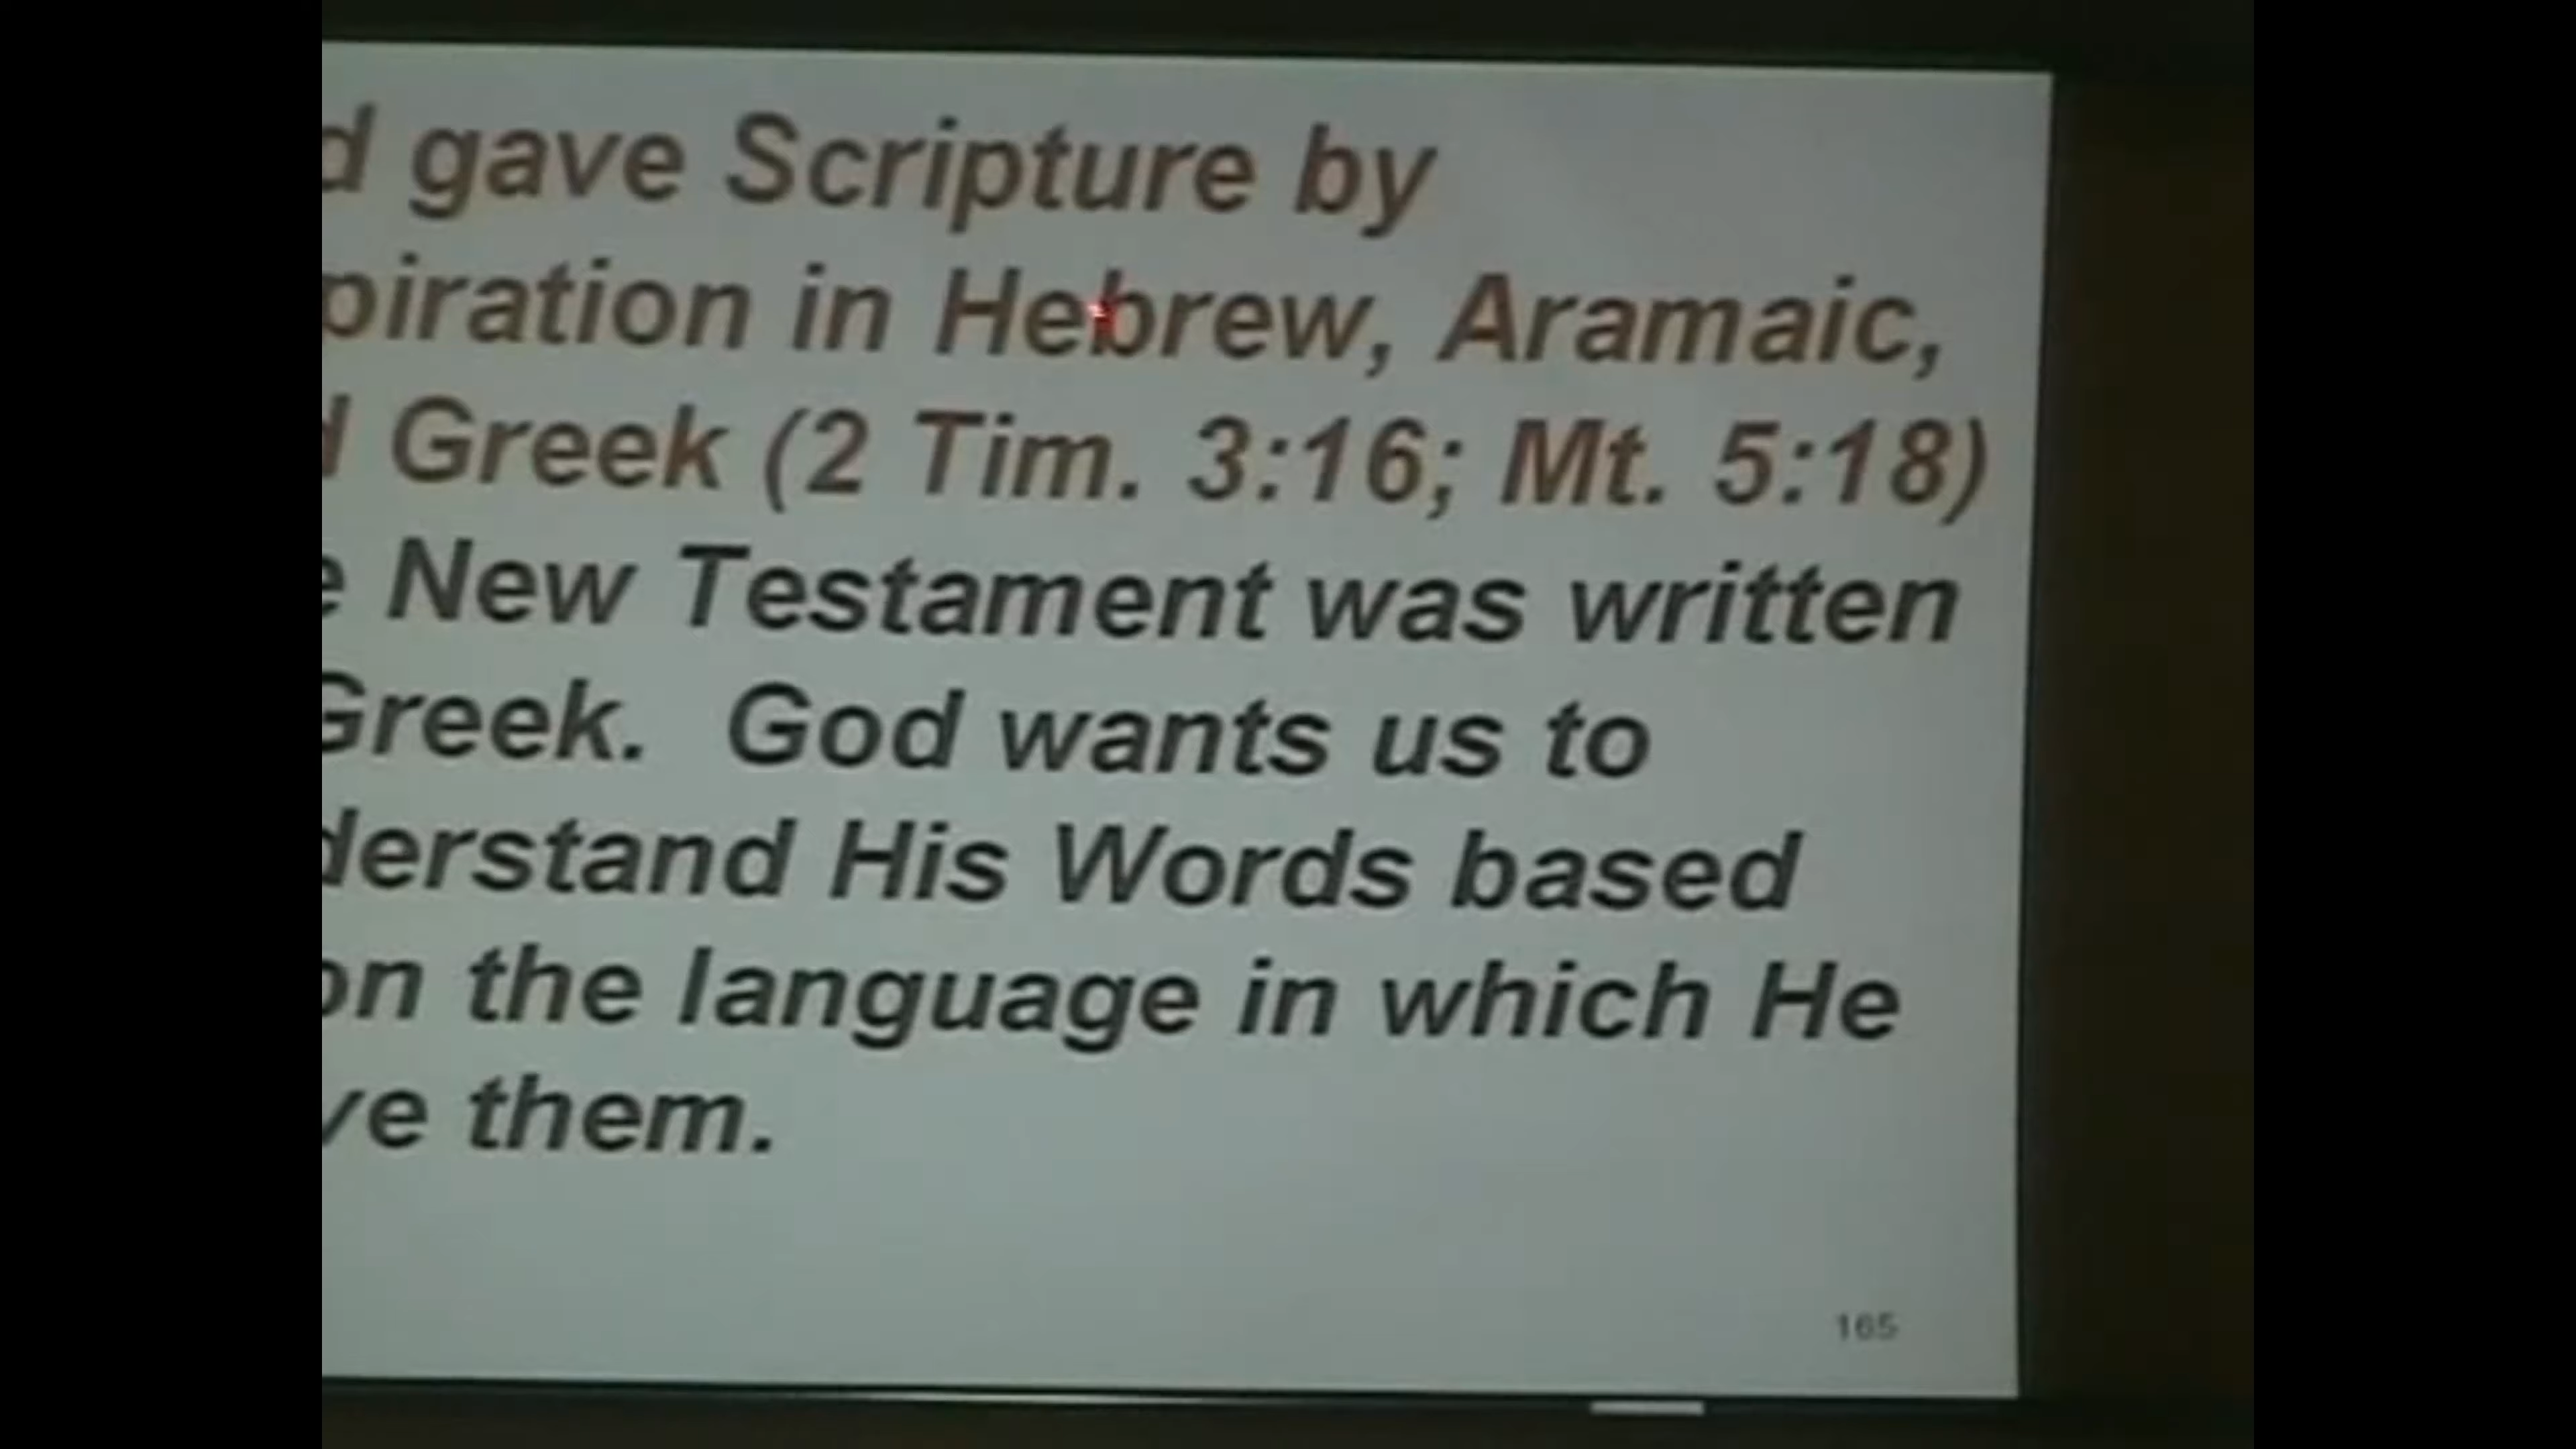 d gave Scripture by
piration in Hebrew, Aramaic,
d Greek (2 Tim. 3:16; Mt. 5:18)
e New Testament was written
Greek. God wants us to
derstand His Words based
on the language in which He
ve them.
165